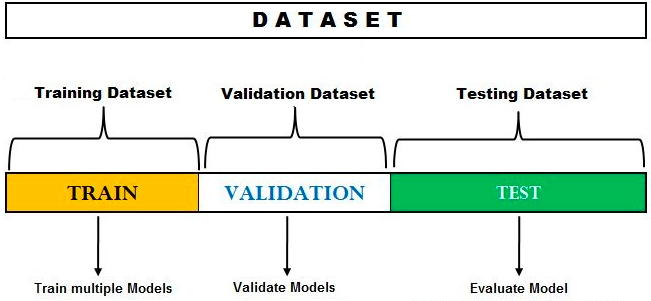 DATASET
Training Dataset Validation Dataset Testing Dataset
TRAIN VALIDATION TEST
Train multiple Models Validate Models Evaluate Model